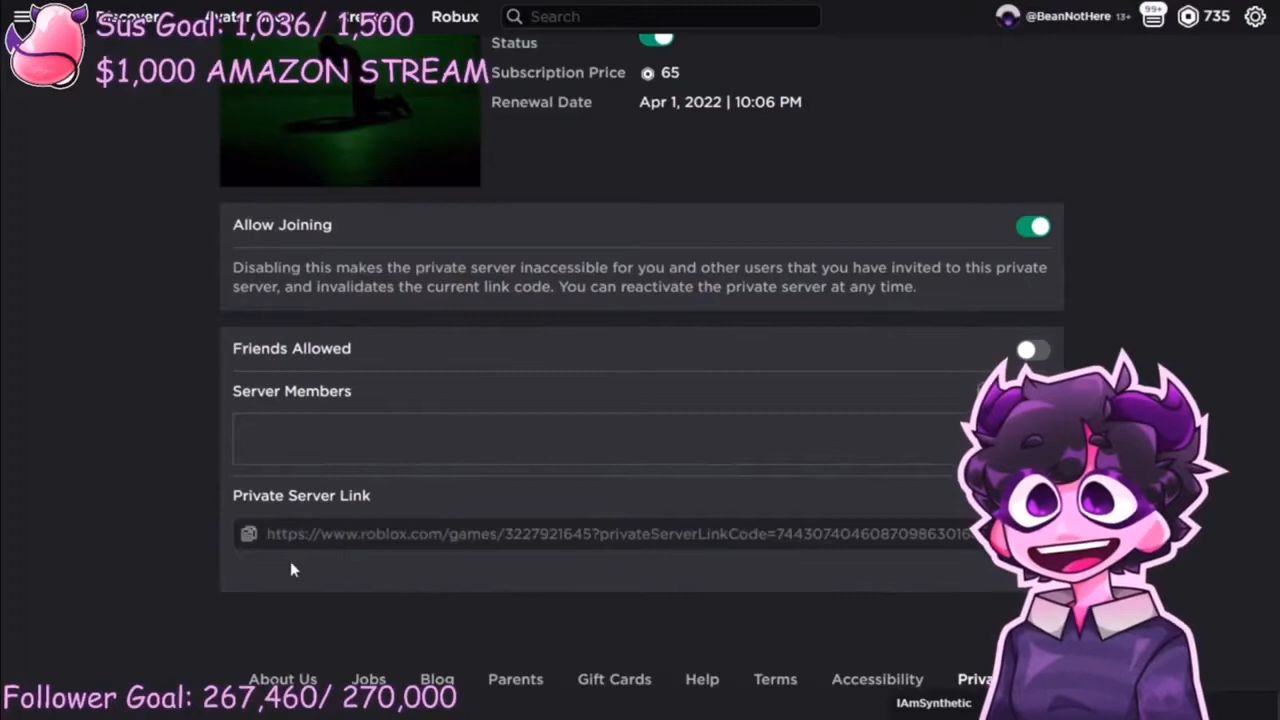 Sus Goal: 1,036/ 1,500
Robux
Search
@BeanNotHere 13+
99+
735
$1,000 AMAZON STREAM
Status
Subscription Price 65
Renewal Date Apr 1, 2022 | 10:06 PM
Allow Joining
Disabling this makes the private server inaccessible for you and other users that you have invited to this private
server, and invalidates the current link code. You can reactivate the private server at any time.
Friends Allowed
Server Members
Private Server Link
https://www.roblox.com/games/3227921645?privateServerLinkCode=74430740460870986301
About Us Jobs Blog Parents Gift Cards Help Terms Accessibility
Follower Goal: 267,460/ 270,000
IAmSynthetic